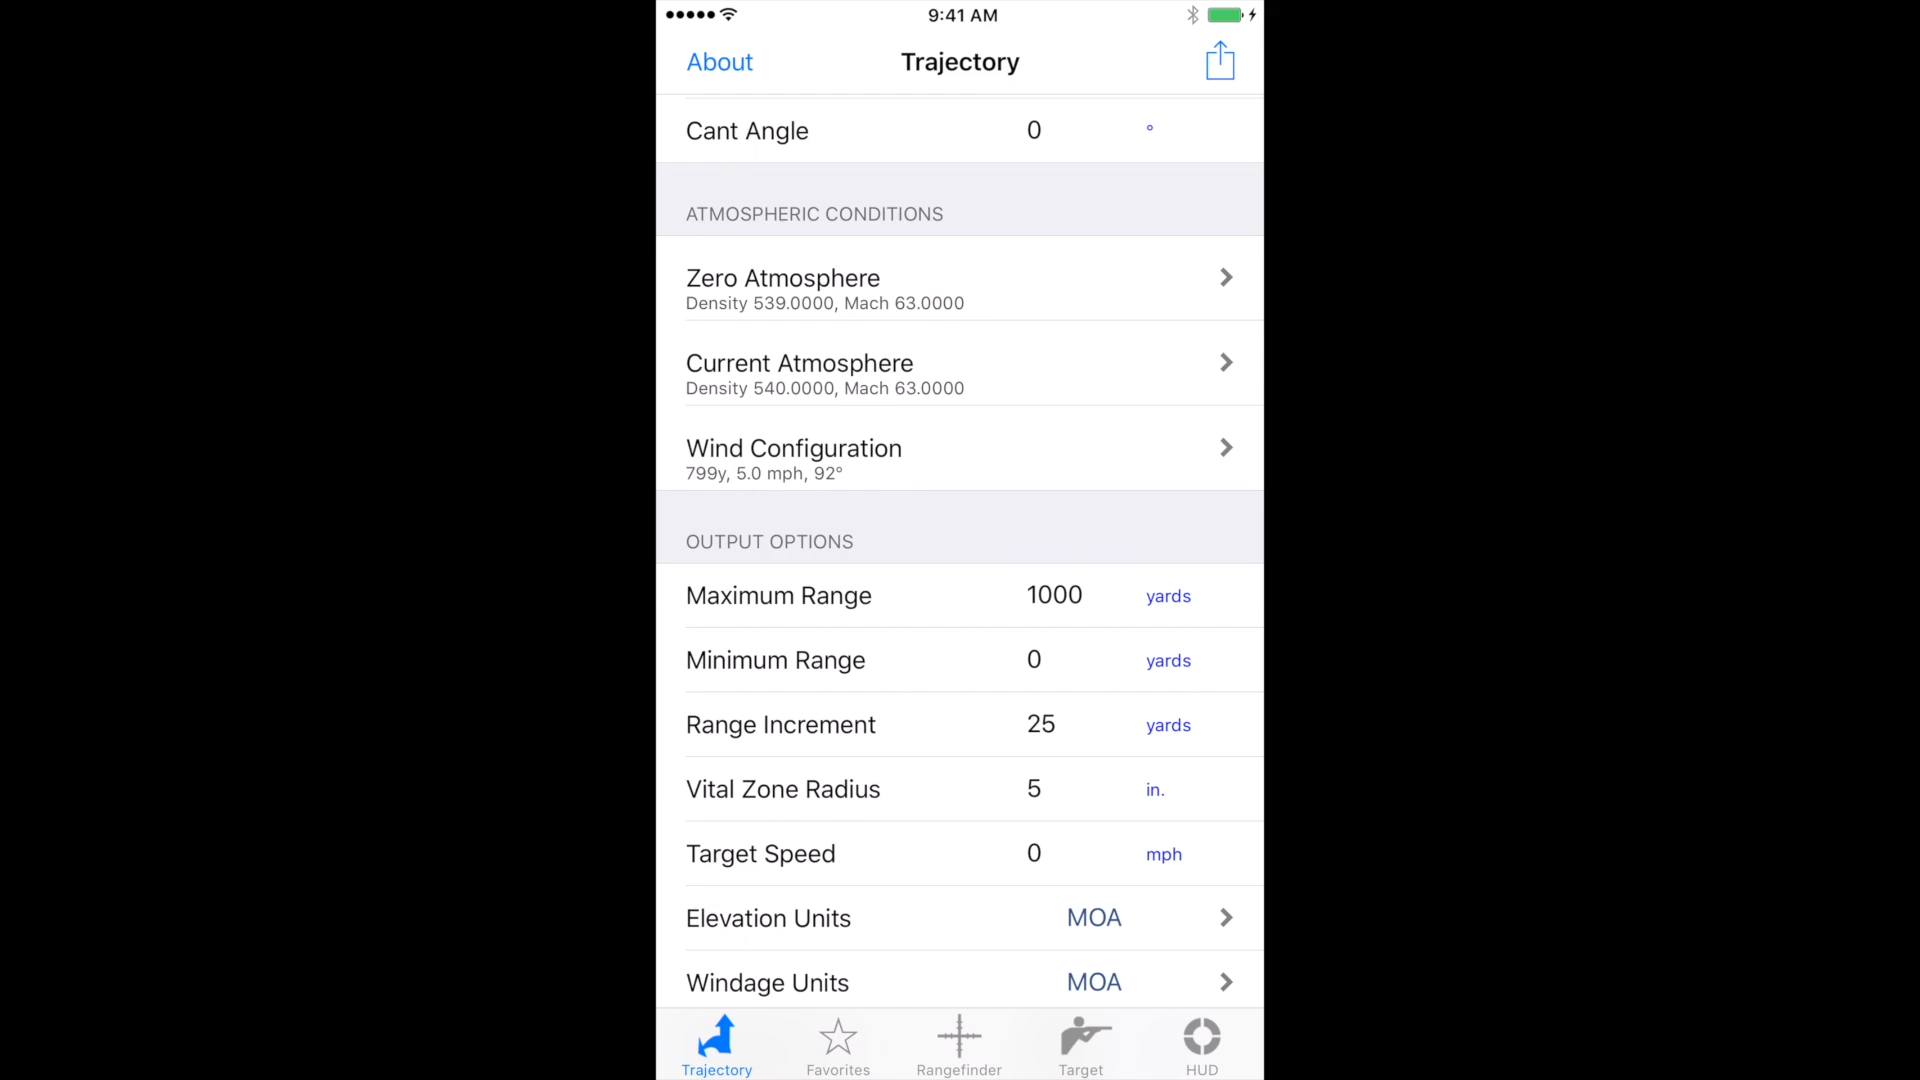 9:41 AM
About
Trajectory
Cant Angle 0 °
ATMOSPHERIC CONDITIONS
Zero Atmosphere
Density 539.0000, Mach 63.0000
Current Atmosphere
Density 540.0000, Mach 63.0000
Wind Configuration
799y, 5.0 mph, 92°
OUTPUT OPTIONS
Maximum Range 1000 yards
Minimum Range 0 yards
Range Increment 25 yards
Vital Zone Radius 5 in.
Target Speed 0 mph
Elevation Units MOA
Windage Units MOA
Trajectory Favorites Rangefinder Target HUD